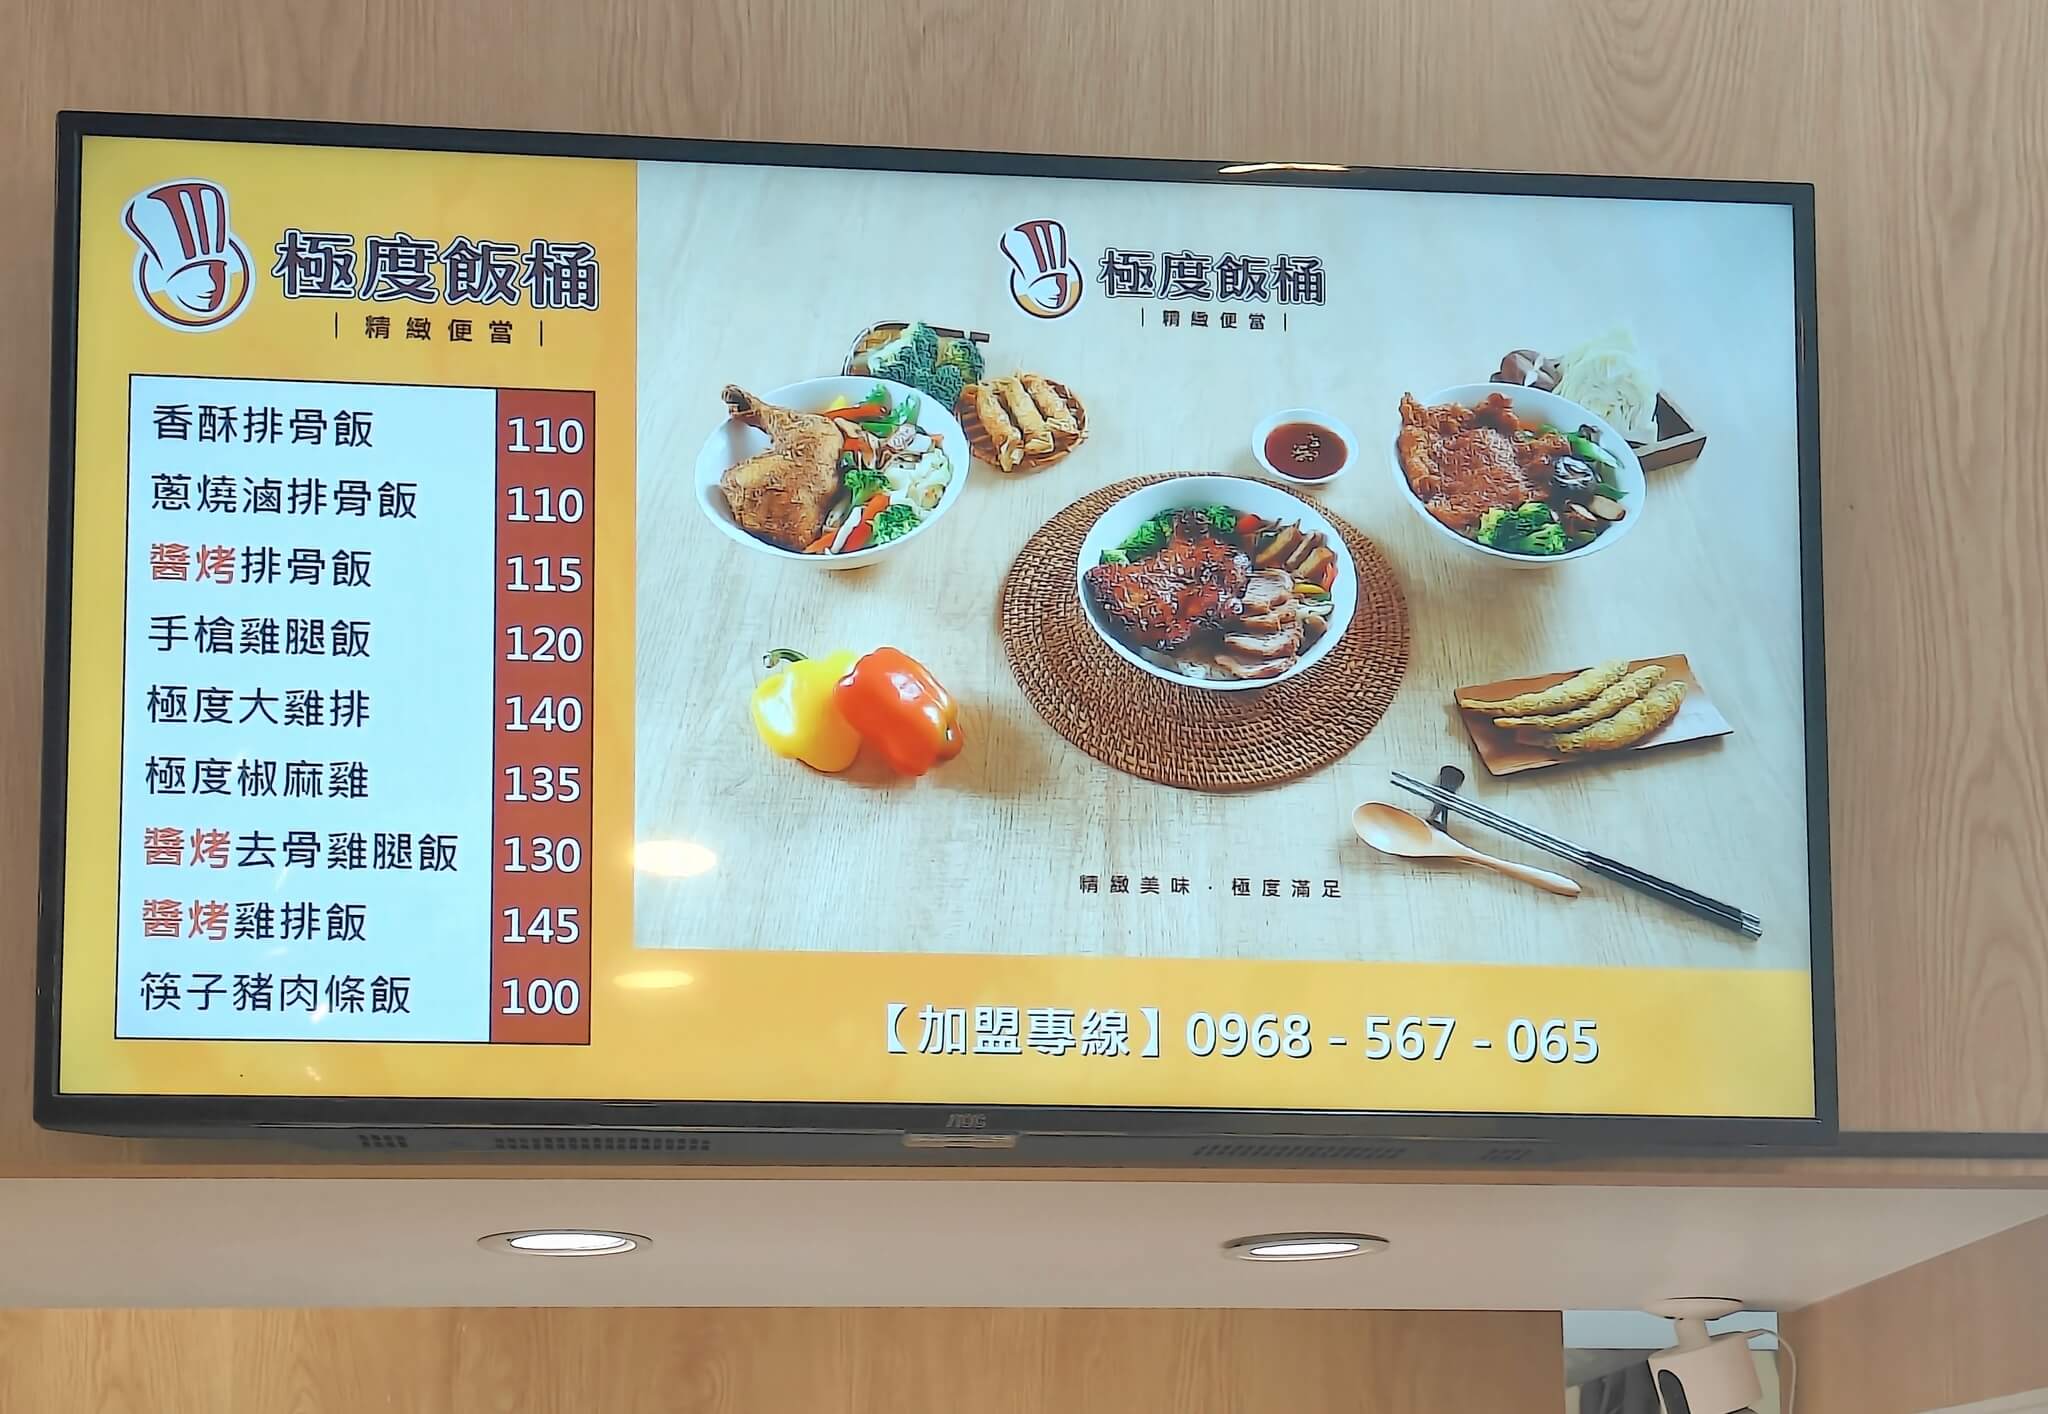 極度飯桶
|精緻便當|
香酥排骨飯 110
蔥燒滷排骨飯 110
醬烤排骨飯 115
手槍雞腿飯 120
極度大雞排 140
極度椒麻雞 135
醬烤去骨雞腿飯 130
醬烤雞排飯 145
筷子豬肉條飯 100
極度飯桶
|精緻便當|
精緻美味·極度滿足
【加盟專線】0968-567-065
AOC